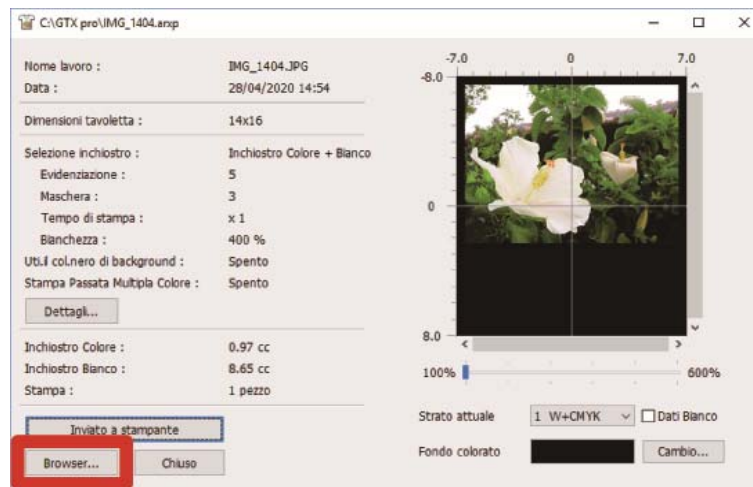 C:\GTX pro\IMG_1404.arxp
Nome lavoro : IMG_1404.JPG
Data : 28/04/2020 14:54
Dimensioni tavoletta : 14x16
Selezione inchiostro : Inchiostro Colore + Bianco
Evidenziazione : 5
Maschera : 3
Tempo di stampa : x 1
Bianchezza : 400 %
Uti.il col.nero di background : Spento
Stampa Passata Multipla Colore : Spento
Dettagli...
Inchiostro Colore : 0.97 cc
Inchiostro Bianco : 8.65 cc
Stampa : 1 pezzo
Inviato a stampante
Browser... Chiuso
-7.0 0 7.0
-8.0
0
8.0
100% 600%
Strato attuale 1 W+CMYK Dati Bianco
Fondo colorato Cambio...